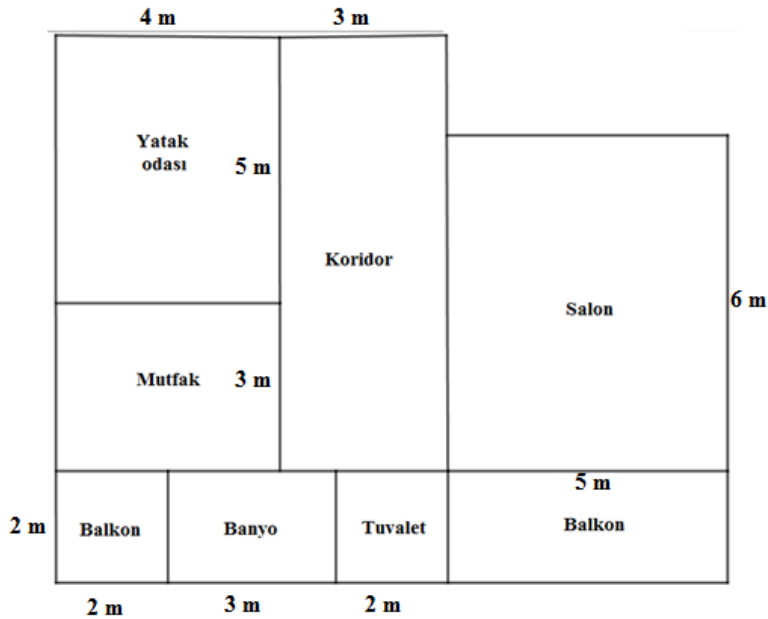 4 m
3 m
Yatak
odası
5 m
Koridor
Salon
6 m
Mutfak
3 m
5 m
2 m
Balkon
Banyo
Tuvalet
Balkon
2 m
3 m
2 m